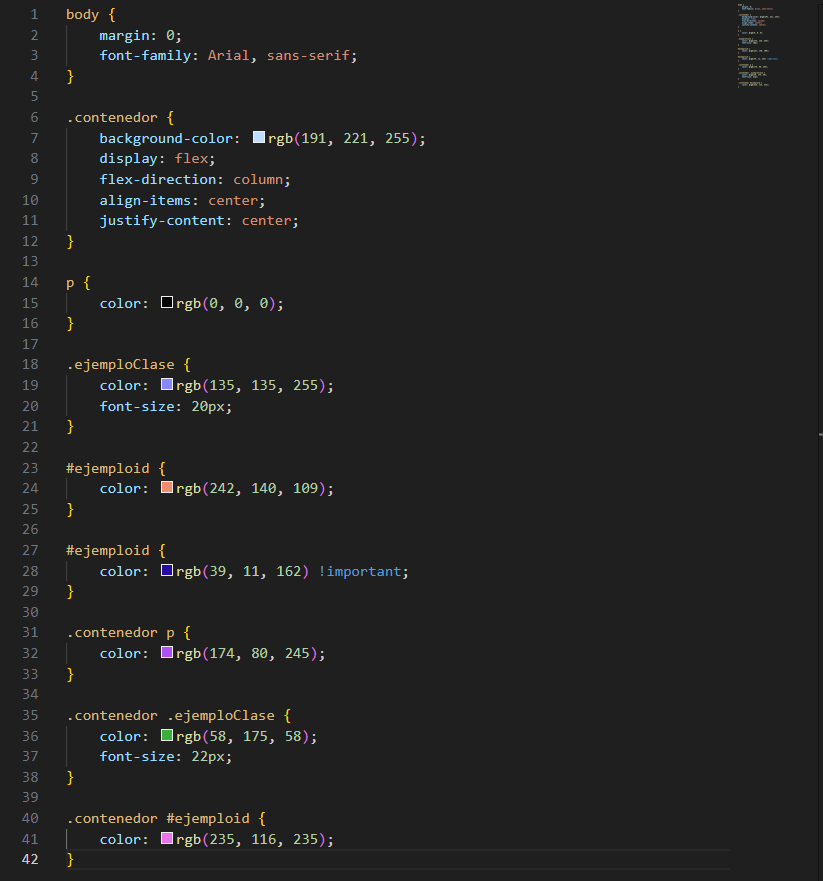 1 body {
2     margin: 0;
3     font-family: Arial, sans-serif;
4 }
5
6 .contenedor {
7     background-color: rgb(191, 221, 255);
8     display: flex;
9     flex-direction: column;
10     align-items: center;
11     justify-content: center;
12 }
13
14 p {
15     color: rgb(0, 0, 0);
16 }
17
18 .ejemploClase {
19     color: rgb(135, 135, 255);
20     font-size: 20px;
21 }
22
23 #ejemploid {
24     color: rgb(242, 140, 109);
25 }
26
27 #ejemploid {
28     color: rgb(39, 11, 162) !important;
29 }
30
31 .contenedor p {
32     color: rgb(174, 80, 245);
33 }
34
35 .contenedor .ejemploClase {
36     color: rgb(58, 175, 58);
37     font-size: 22px;
38 }
39
40 .contenedor #ejemploid {
41     color: rgb(235, 116, 235);
42 }